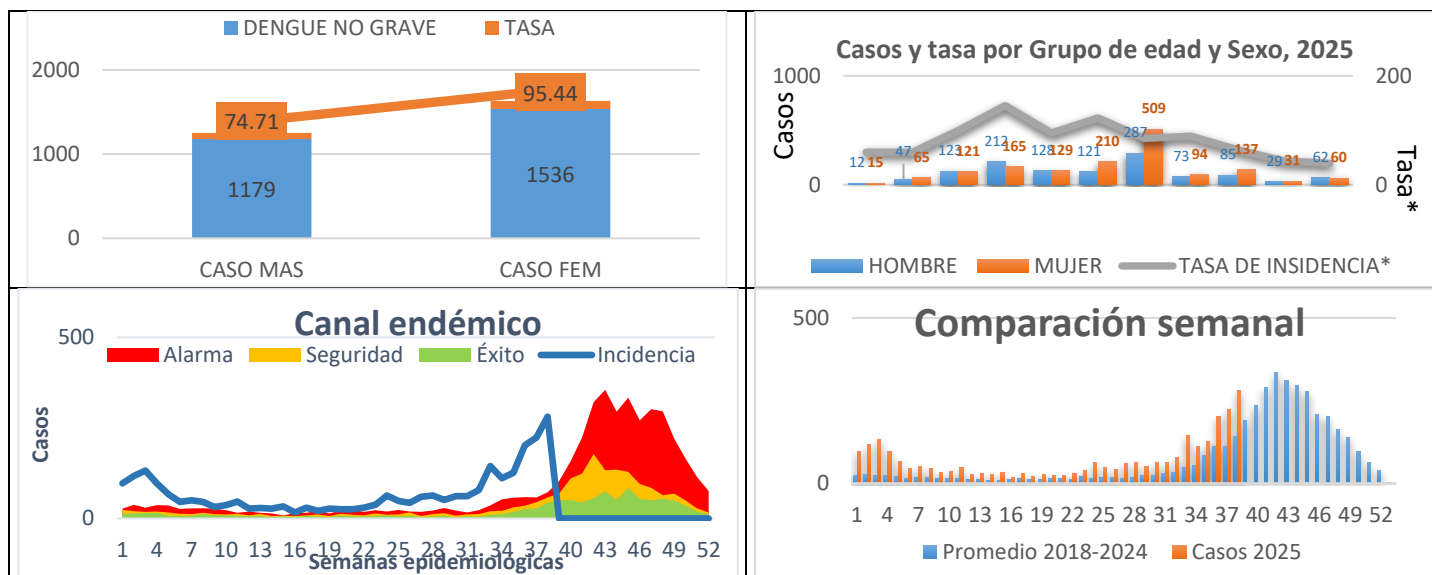 DENGUE NO GRAVE TASA
2000
1000
0
74.71
95.44
1179
1536
CASO MAS CASO FEM
Casos y tasa por Grupo de edad y Sexo, 2025
Casos
1000
0
200
0
Tasa*
12 15 47 65 123 121 212 165 128 129 121 210 287 509 73 94 85 137 29 31 62 60
HOMBRE MUJER TASA DE INSIDENCIA*
Canal endémico
Alarma Seguridad Éxito Incidencia
500
0
Casos
1 4 7 10 13 16 19 22 25 28 31 34 37 40 43 46 49 52
Semanas epidemiológicas
Comparación semanal
500
0
1 4 7 10 13 16 19 22 25 28 31 34 37 40 43 46 49 52
Promedio 2018-2024 Casos 2025